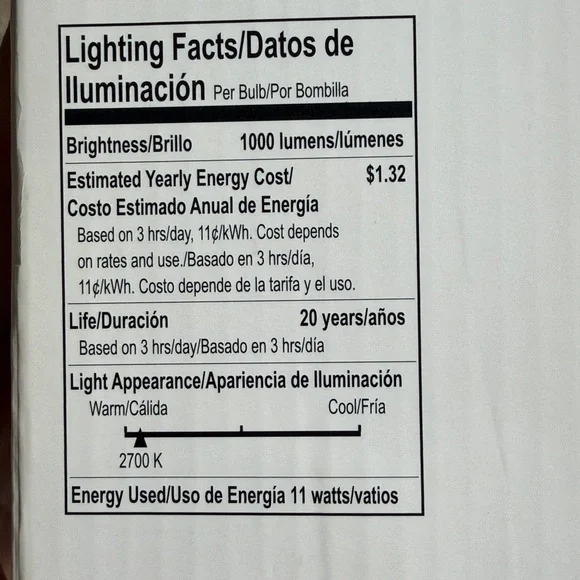 Lighting Facts/Datos de
Iluminación Per Bulb/Por Bombilla
Brightness/Brillo 1000 lumens/lúmenes
Estimated Yearly Energy Cost/ $1.32
Costo Estimado Anual de Energía
Based on 3 hrs/day, 11¢/kWh. Cost depends
on rates and use./Basado en 3 hrs/día,
11¢/kWh. Costo depende de la tarifa y el uso.
Life/Duración 20 years/años
Based on 3 hrs/day/Basado en 3 hrs/día
Light Appearance/Apariencia de Iluminación
Warm/Cálida Cool/Fría
2700 K
Energy Used/Uso de Energía 11 watts/vatios